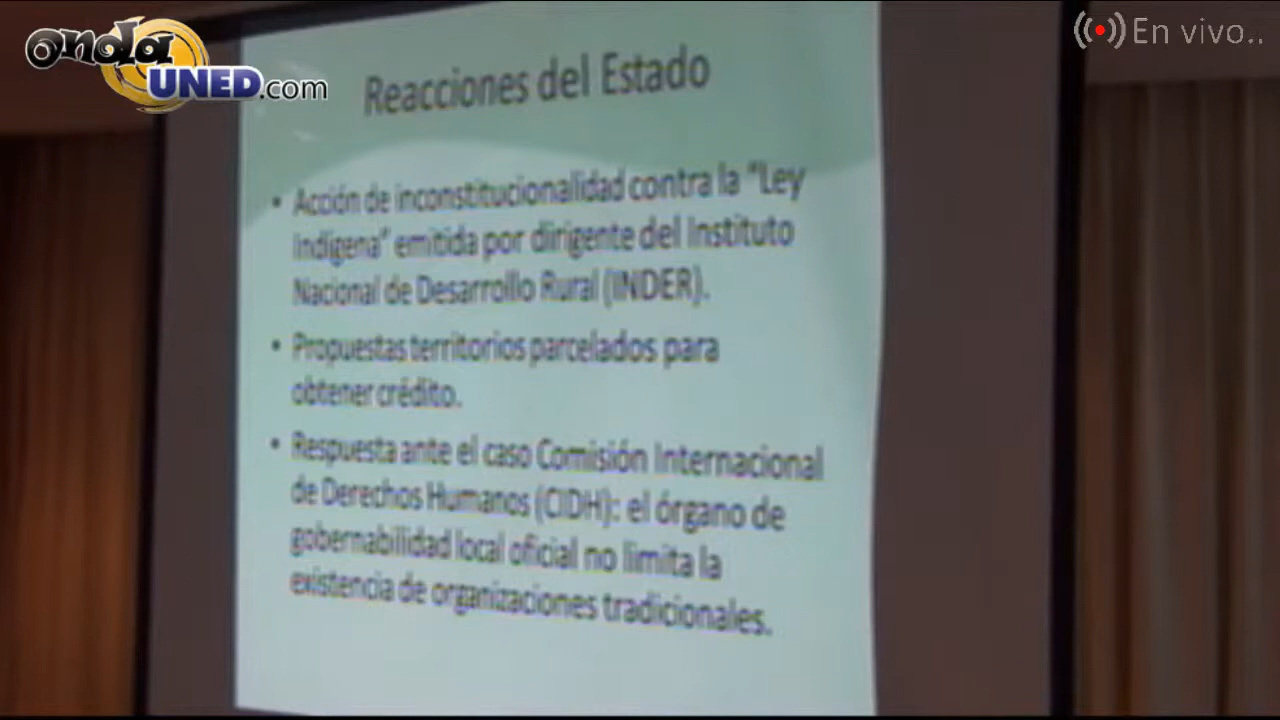 onda
UNED.com
((•)) En vivo..
Reacciones del Estado
• Acción de inconstitucionalidad contra la "Ley
Indígena" emitida por dirigente del Instituto
Nacional de Desarrollo Rural (INDER).
• Propuestas territorios parcelados para
obtener crédito.
• Respuesta ante el caso Comisión Internacional
de Derechos Humanos (CIDH): el órgano de
gobernabilidad local oficial no limita la
existencia de organizaciones tradicionales.